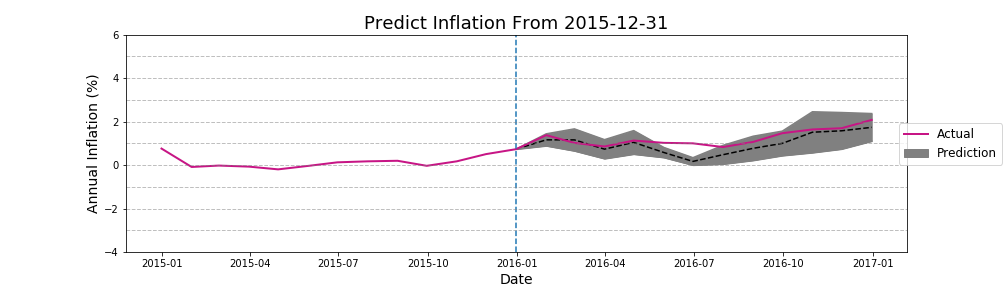 Predict Inflation From 2015-12-31
Annual Inflation (%)
6
4
2
0
−2
−4
2015-01 2015-04 2015-07 2015-10 2016-01 2016-04 2016-07 2016-10 2017-01
Date
Actual
Prediction